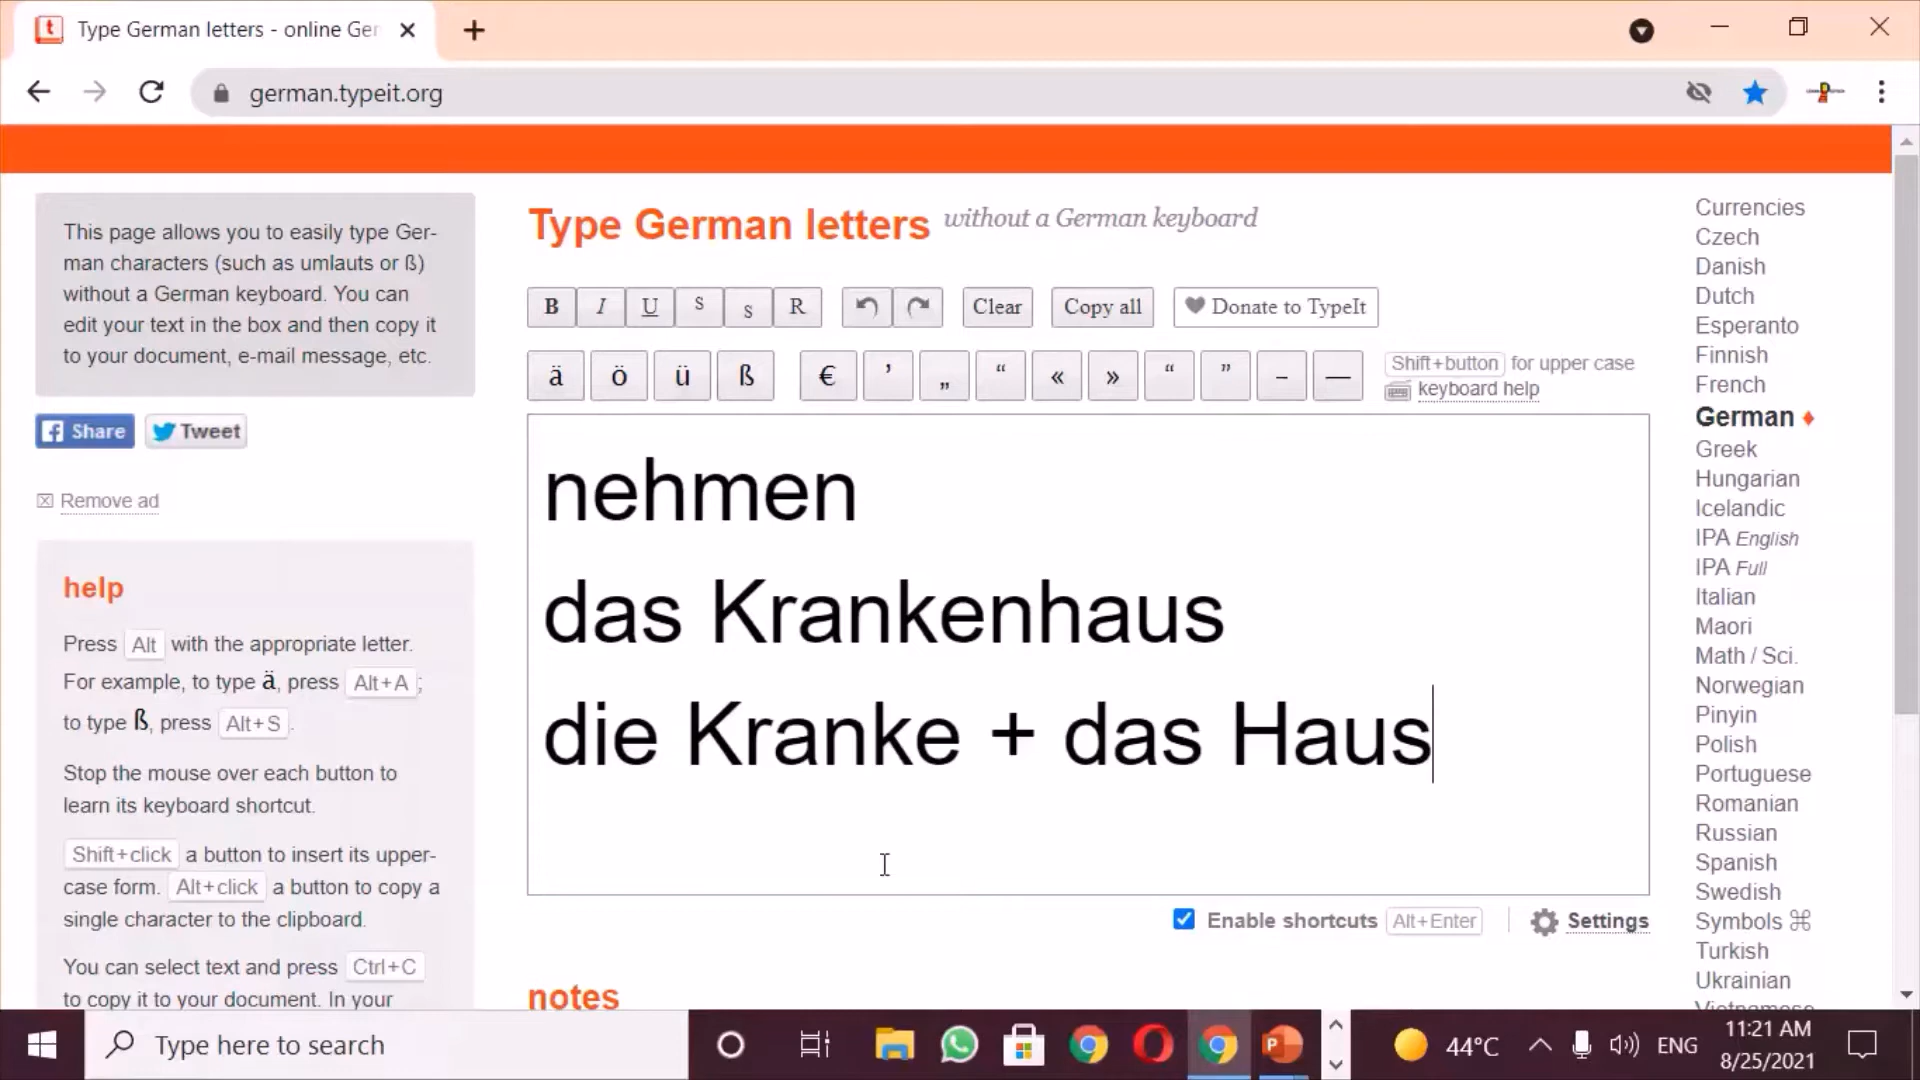 Type German letters - online Ger
german.typeit.org
This page allows you to easily type Ger-
man characters (such as umlauts or ß)
without a German keyboard. You can
edit your text in the box and then copy it
to your document, e-mail message, etc.
Share Tweet
Remove ad
help
Press Alt with the appropriate letter.
For example, to type ä, press Alt+A;
to type ß, press Alt+S.
Stop the mouse over each button to
learn its keyboard shortcut.
Shift+click a button to insert its upper-
case form. Alt+click a button to copy a
single character to the clipboard.
You can select text and press Ctrl+C
to copy it to your document. In your
Type German letters without a German keyboard
B I U S S R Clear Copy all Donate to TypeIt
ä ö ü ß € ’ „ “ « » “ ” – —
Shift+button for upper case
keyboard help
nehmen
das Krankenhaus
die Kranke + das Haus
Enable shortcuts Alt+Enter Settings
notes
Currencies
Czech
Danish
Dutch
Esperanto
Finnish
French
German
Greek
Hungarian
Icelandic
IPA English
IPA Full
Italian
Maori
Math / Sci.
Norwegian
Pinyin
Polish
Portuguese
Romanian
Russian
Spanish
Swedish
Symbols ⌘
Turkish
Ukrainian
Vietnamese
Type here to search
44°C
ENG
11:21 AM
8/25/2021